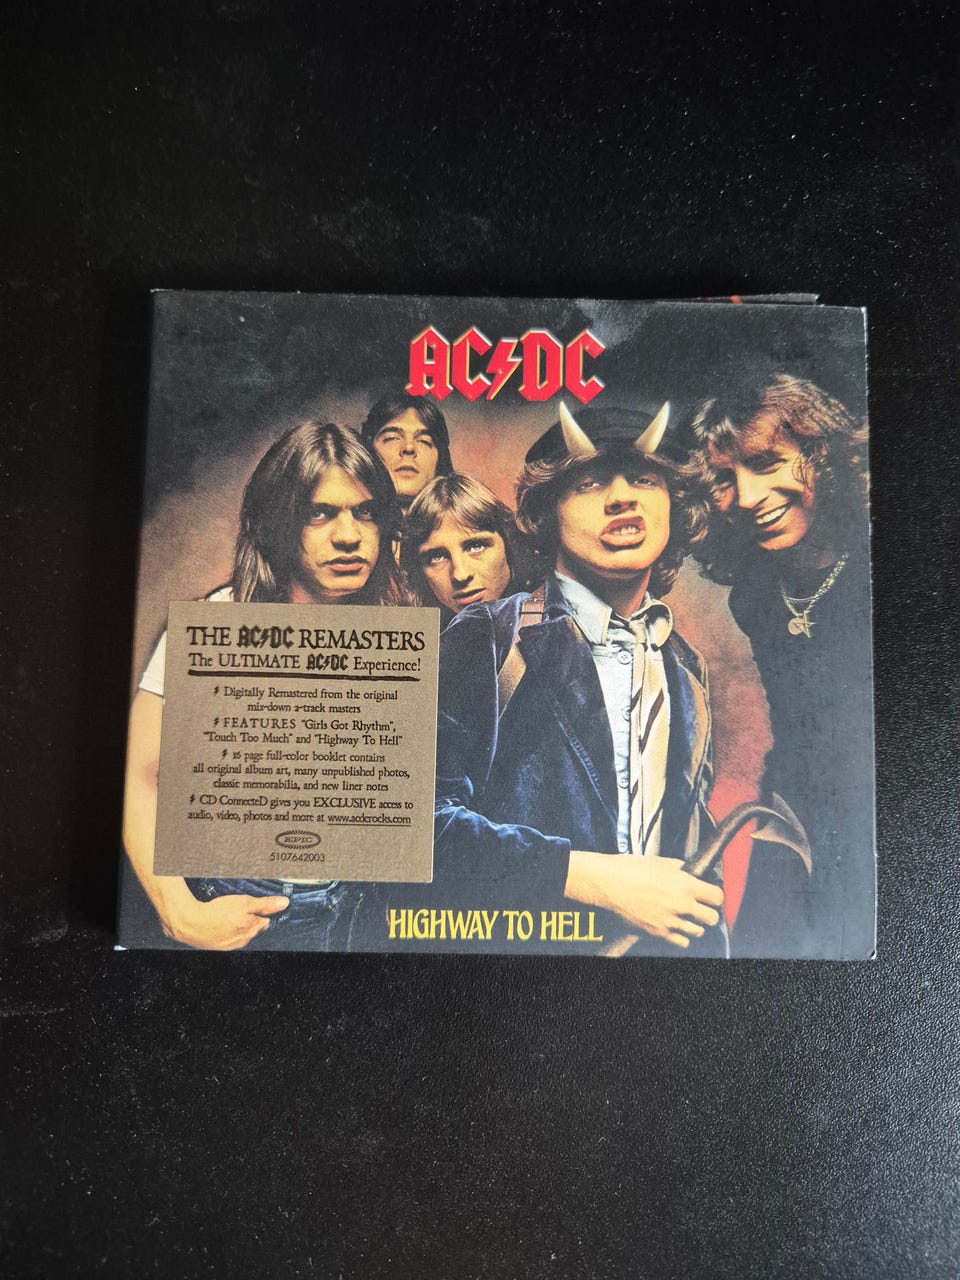 AC⚡DC
THE AC⚡DC REMASTERS
The ULTIMATE AC⚡DC Experience!
Digitally Remastered from the original
mix-down 2-track masters
FEATURES "Girls Got Rhythm",
"Touch Too Much" and "Highway To Hell"
16 page full-color booklet contains
all original album art, many unpublished photos,
classic memorabilia, and new liner notes
CD ConnecteD gives you EXCLUSIVE access to
audio, video, photos and more at www.acdcrocks.com
EPIC
5107642003
HIGHWAY TO HELL